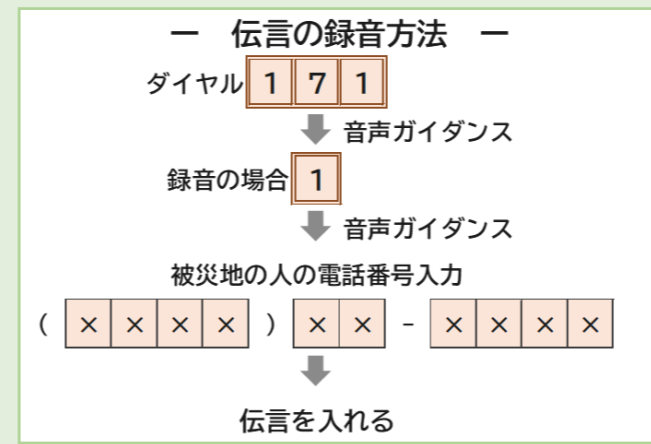 ー 伝言の録音方法 ー
ダイヤル 1 7 1
音声ガイダンス
録音の場合 1
音声ガイダンス
被災地の人の電話番号入力
( × × × × ) × × - × × × ×
伝言を入れる